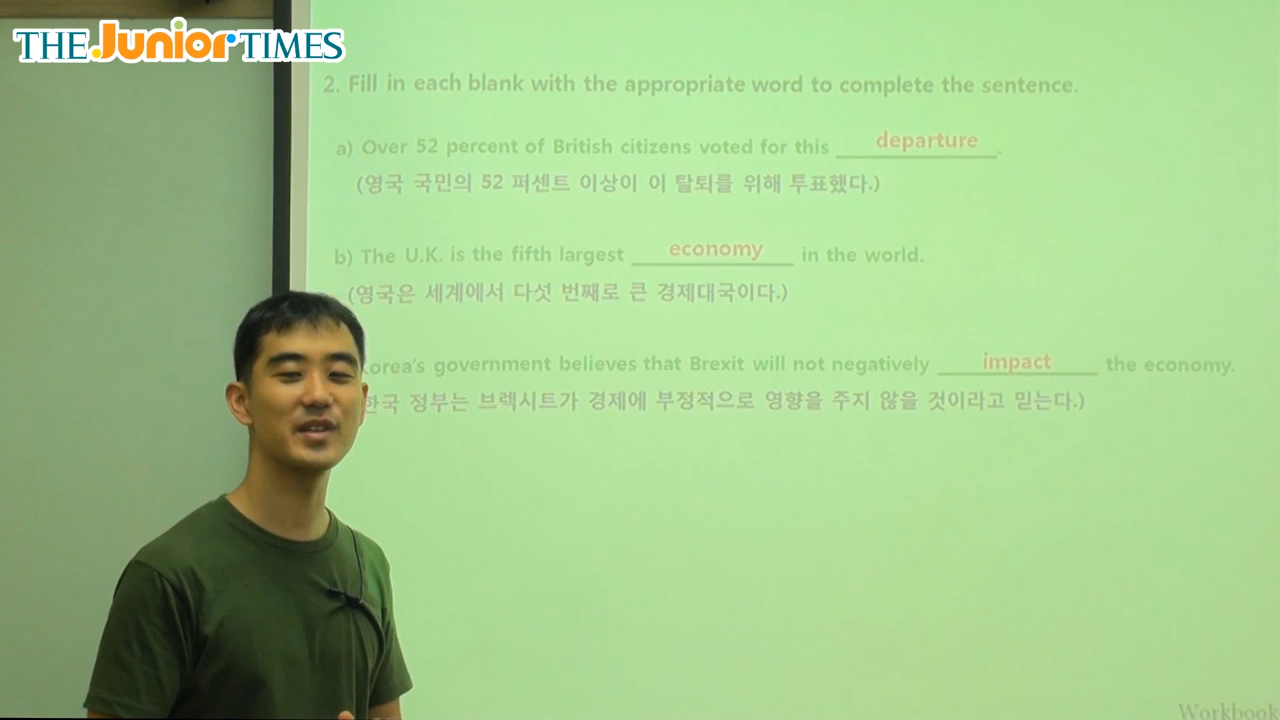 THE Junior TIMES
2. Fill in each blank with the appropriate word to complete the sentence.
a) Over 52 percent of British citizens voted for this departure.
(영국 국민의 52 퍼센트 이상이 이 탈퇴를 위해 투표했다.)
b) The U.K. is the fifth largest economy in the world.
(영국은 세계에서 다섯 번째로 큰 경제대국이다.)
orea's government believes that Brexit will not negatively impact the economy.
한국 정부는 브렉시트가 경제에 부정적으로 영향을 주지 않을 것이라고 믿는다.)
Workbook